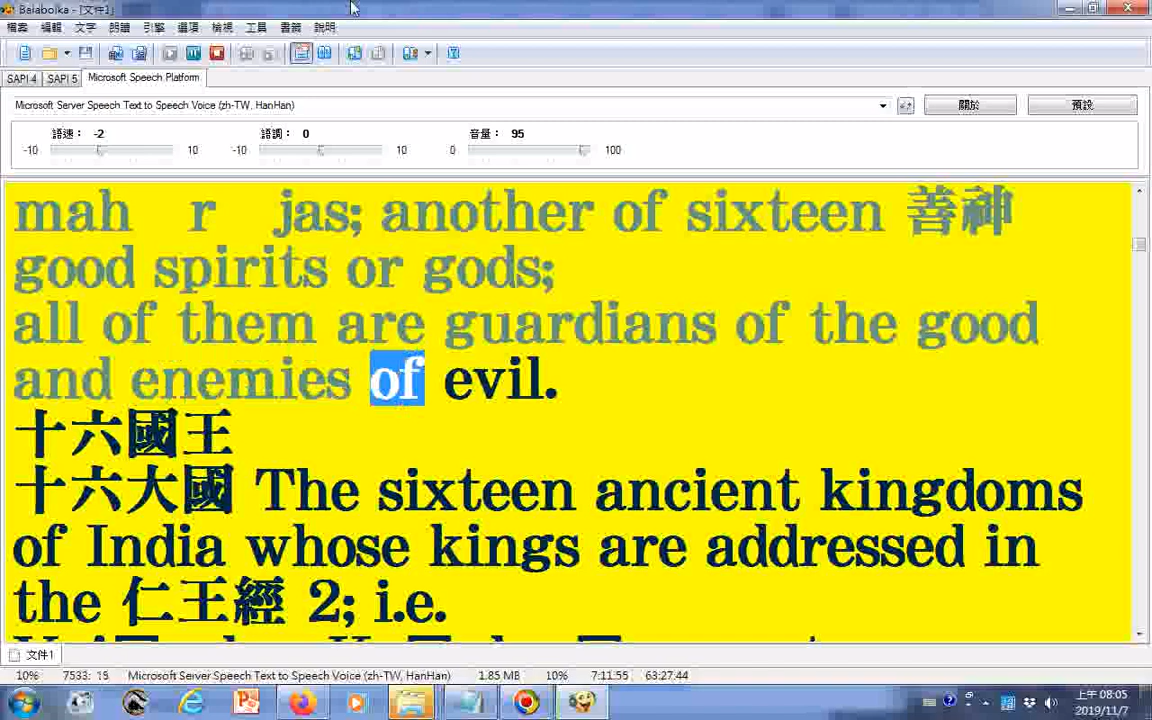 Balabolka - [文件1]
檔案 編輯 文字 朗讀 引擎 選項 檢視 工具 書籤 說明
SAPI 4 SAPI 5 Microsoft Speech Platform
Microsoft Server Speech Text to Speech Voice (zh-TW, HanHan) 關於 預設
語速： -2 語調： 0 音量： 95
-10 10 -10 10 0 100
mah r jas; another of sixteen 善神
good spirits or gods;
all of them are guardians of the good
and enemies of evil.
十六國王
十六大國 The sixteen ancient kingdoms
of India whose kings are addressed in
the 仁王經 2; i.e.
文件1
10% 7533: 15 Microsoft Server Speech Text to Speech Voice (zh-TW, HanHan) 1.85 MB 10% 7:11:55 63:27:44
上午 08:05
2019/11/7